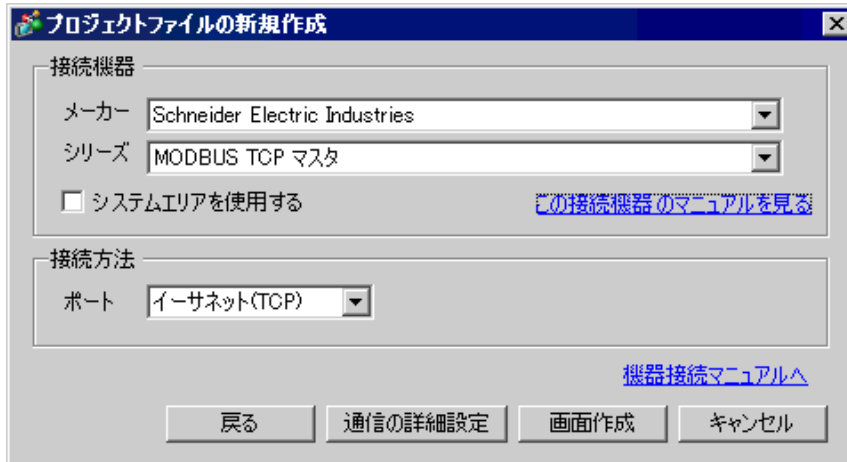 プロジェクトファイルの新規作成
接続機器
メーカー Schneider Electric Industries
シリーズ MODBUS TCP マスタ
システムエリアを使用する この接続機器のマニュアルを見る
接続方法
ポート イーサネット(TCP)
機器接続マニュアルへ
戻る 通信の詳細設定 画面作成 キャンセル